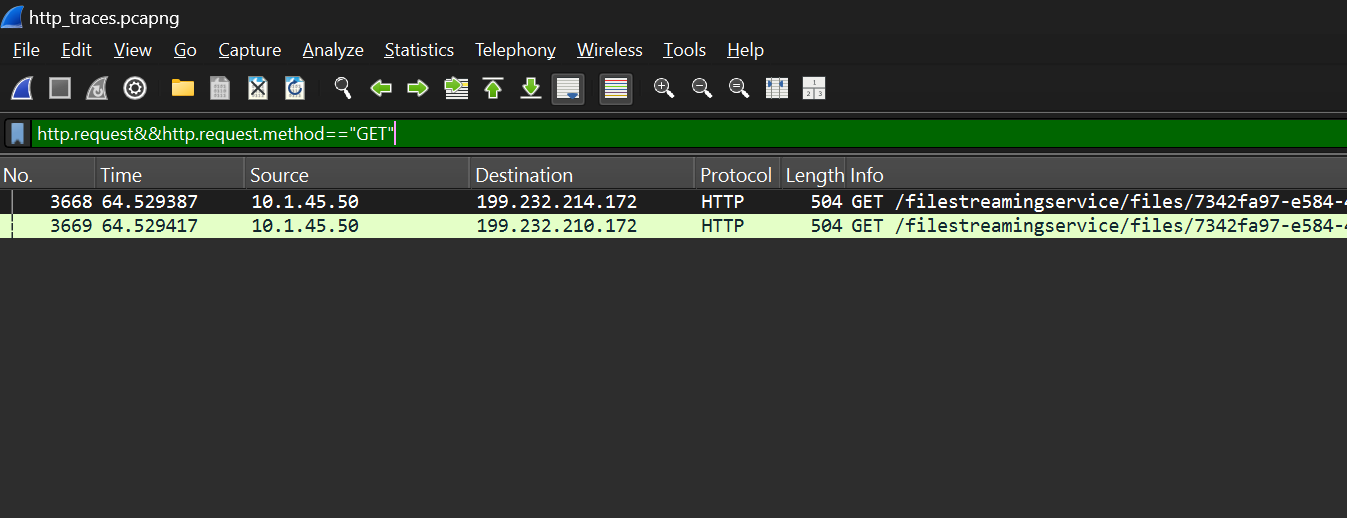 http_traces.pcapng
File Edit View Go Capture Analyze Statistics Telephony Wireless Tools Help
http.request&&http.request.method=="GET"
No. Time Source Destination Protocol Length Info
3668 64.529387 10.1.45.50 199.232.214.172 HTTP 504 GET /filestreamingservice/files/7342fa97-e584-4
3669 64.529417 10.1.45.50 199.232.210.172 HTTP 504 GET /filestreamingservice/files/7342fa97-e584-4